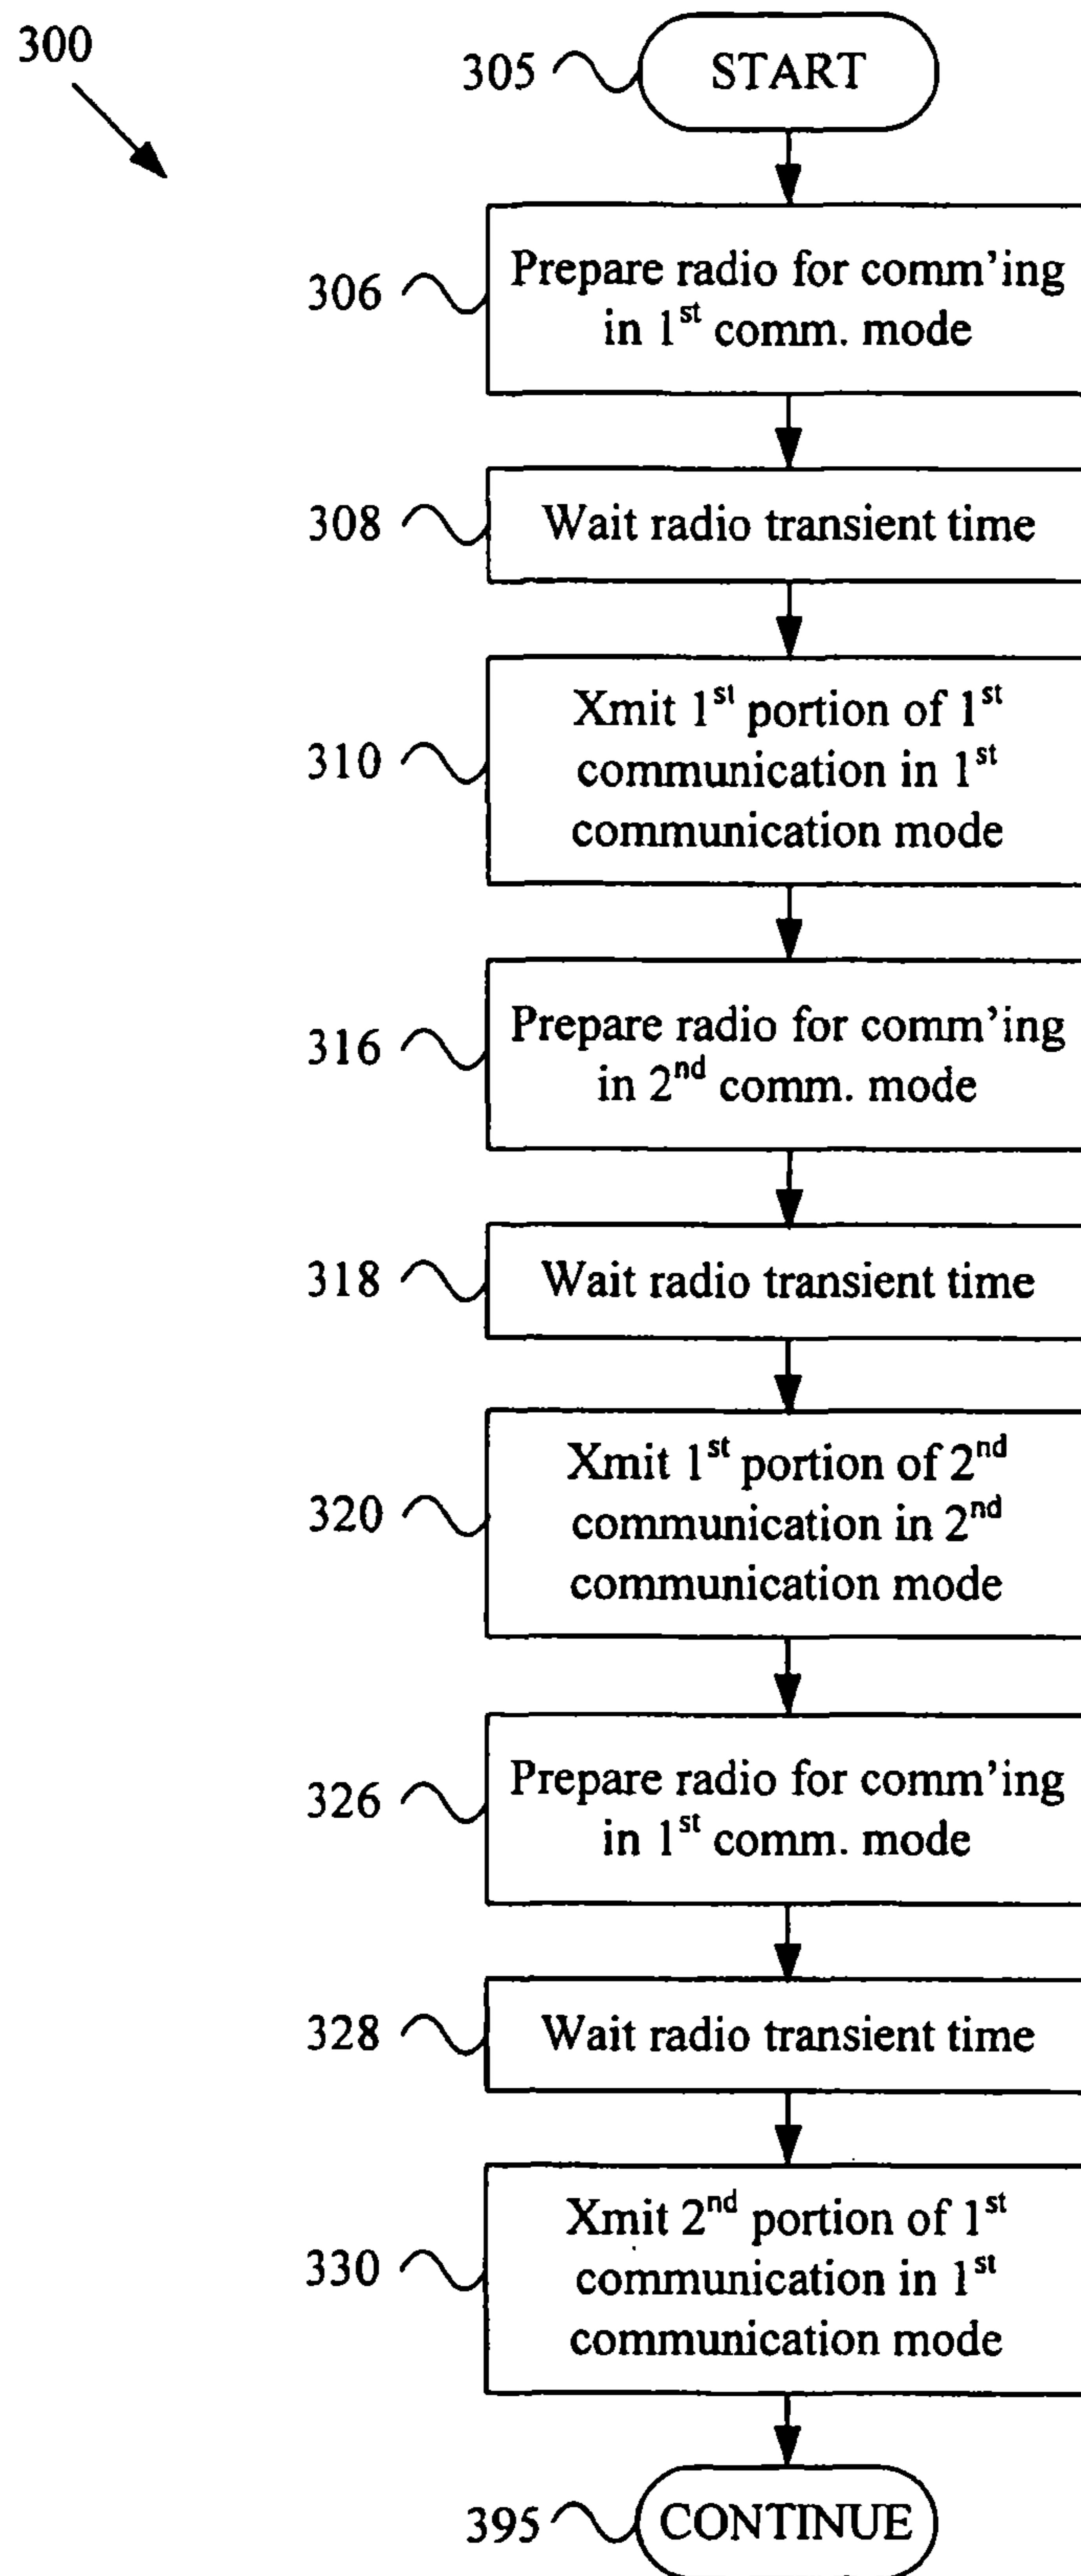 300
305
START
306
Prepare radio for comm'ing
in 1st comm. mode
308
Wait radio transient time
310
Xmit 1st portion of 1st
communication in 1st
communication mode
316
Prepare radio for comm'ing
in 2nd comm. mode
318
Wait radio transient time
320
Xmit 1st portion of 2nd
communication in 2nd
communication mode
326
Prepare radio for comm'ing
in 1st comm. mode
328
Wait radio transient time
330
Xmit 2nd portion of 1st
communication in 1st
communication mode
395
CONTINUE